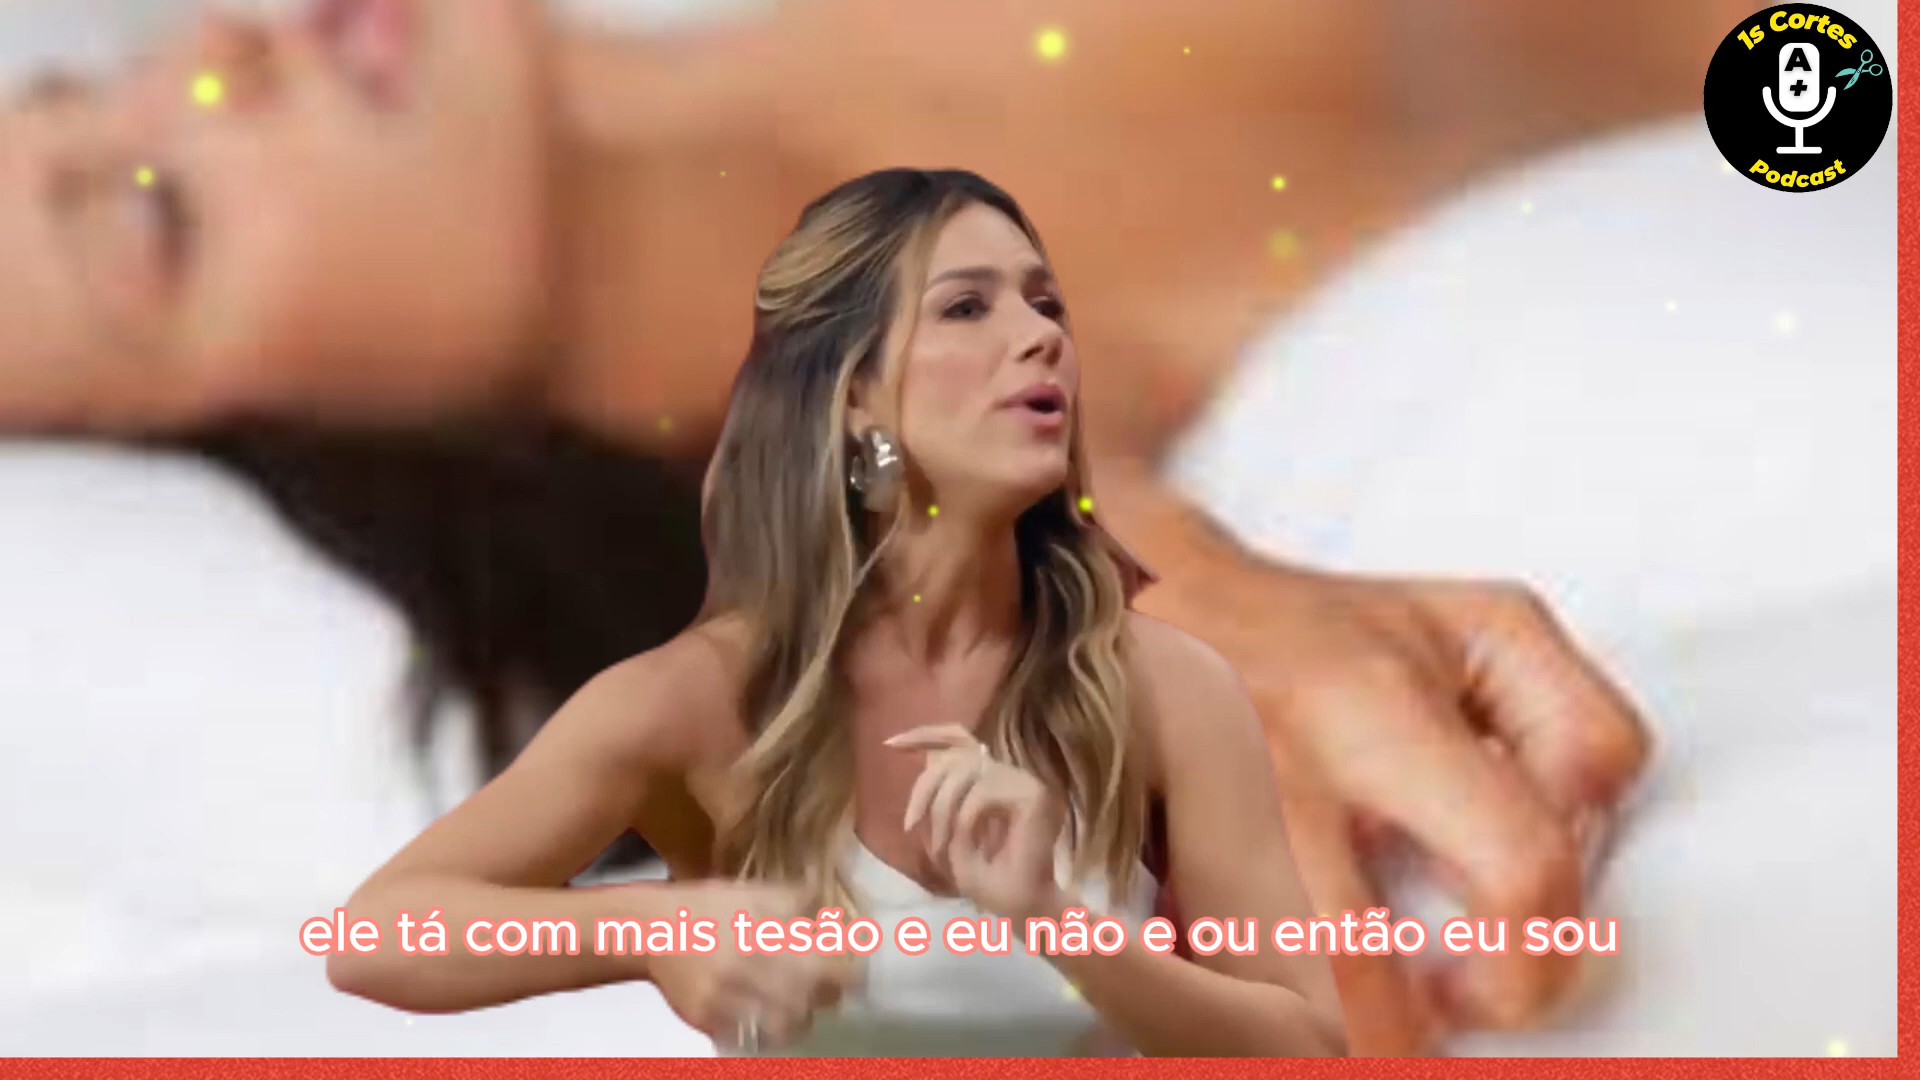 1s Cortes
A+
Podcast
ele tá com mais tesão e eu não e ou então eu sou